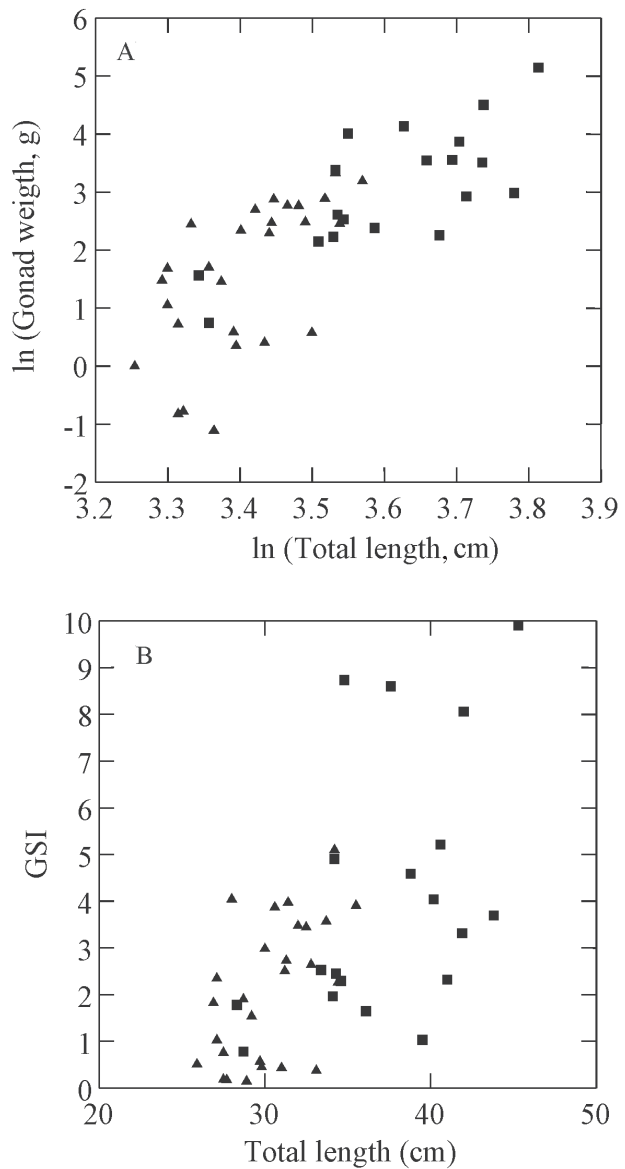 A
6
5
4
3
2
1
0
-1
-2
ln (Gonad weigth, g)
3.2 3.3 3.4 3.5 3.6 3.7 3.8 3.9
ln (Total length, cm)
B
10
9
8
7
6
5
4
3
2
1
0
GSI
20 30 40 50
Total length (cm)